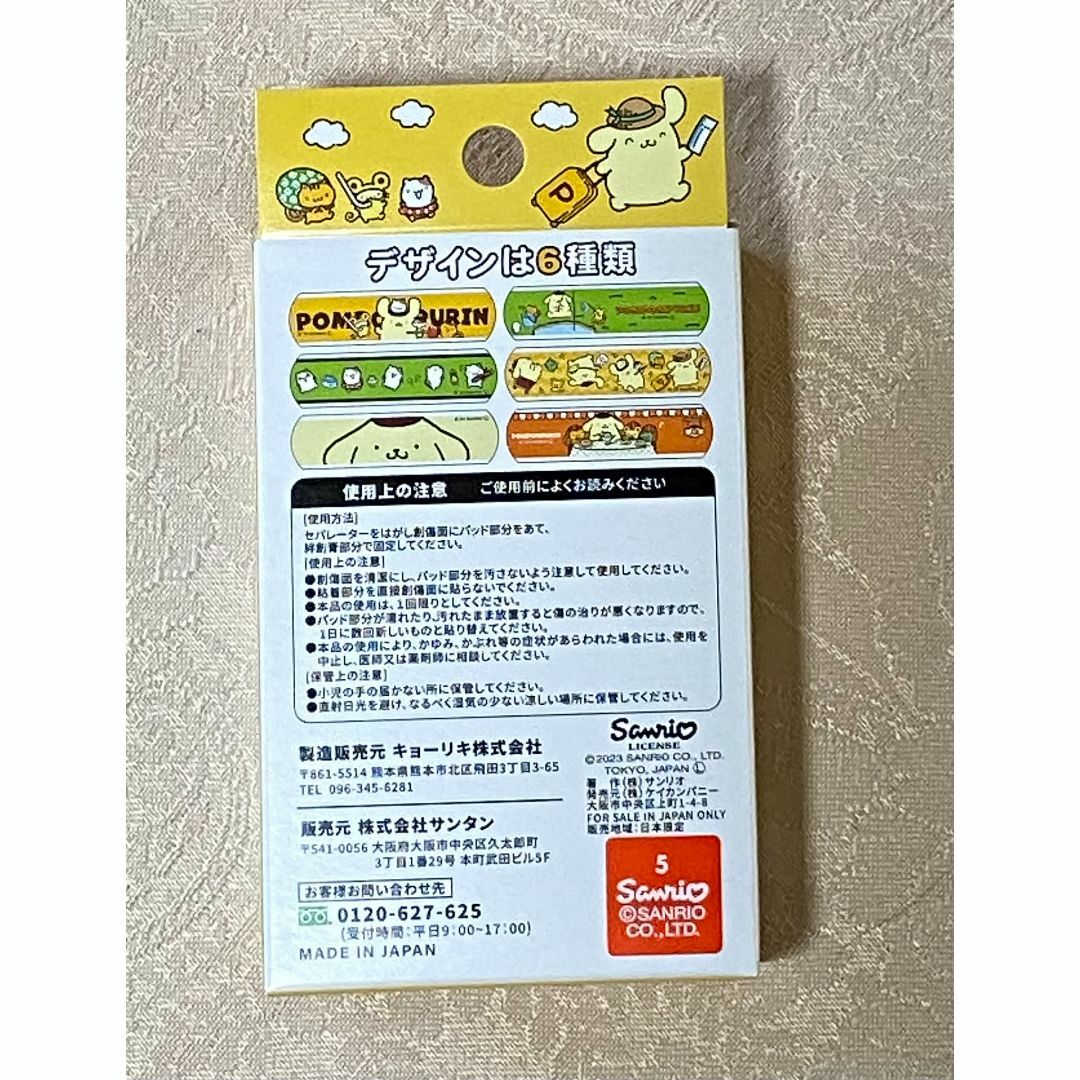 P
デザインは6種類
POMPOMPURIN
使用上の注意 ご使用前によくお読みください
[使用方法]
セパレーターをはがし創傷面にパッド部分をあて、
絆創膏部分で固定してください。
[使用上の注意]
●創傷面を清潔にし、パッド部分を汚さないよう注意して使用してください。
●粘着部分を直接創傷面に貼らないでください。
●本品の使用は、1回限りとしてください。
●パッド部分が濡れたり、汚れたまま放置すると傷の治りが悪くなりますので、
1日に数回新しいものと貼り替えてください。
●本品の使用により、かゆみ、かぶれ等の症状があらわれた場合には、使用を
中止し、医師又は薬剤師に相談してください。
[保管上の注意]
●小児の手の届かない所に保管してください。
●直射日光を避け、なるべく湿気の少ない涼しい場所に保管してください。
製造販売元 キョーリキ株式会社
〒861-5514 熊本県熊本市北区飛田3丁目3-65
TEL 096-345-6281
販売元 株式会社サンタン
〒541-0056 大阪府大阪市中央区久太郎町
3丁目1番29号 本町武田ビル5F
お客様お問い合わせ先
0120-627-625
(受付時間:平日9:00~17:00)
MADE IN JAPAN
Sanrio
LICENSE
©2023 SANRIO CO., LTD.
TOKYO, JAPAN Ⓛ
著 作(株)サンリオ
発売元(株)ケイカンパニー
大阪市中央区上町1-4-8
FOR SALE IN JAPAN ONLY
販売地域:日本限定
5
Sanrio
©SANRIO
CO.,LTD.